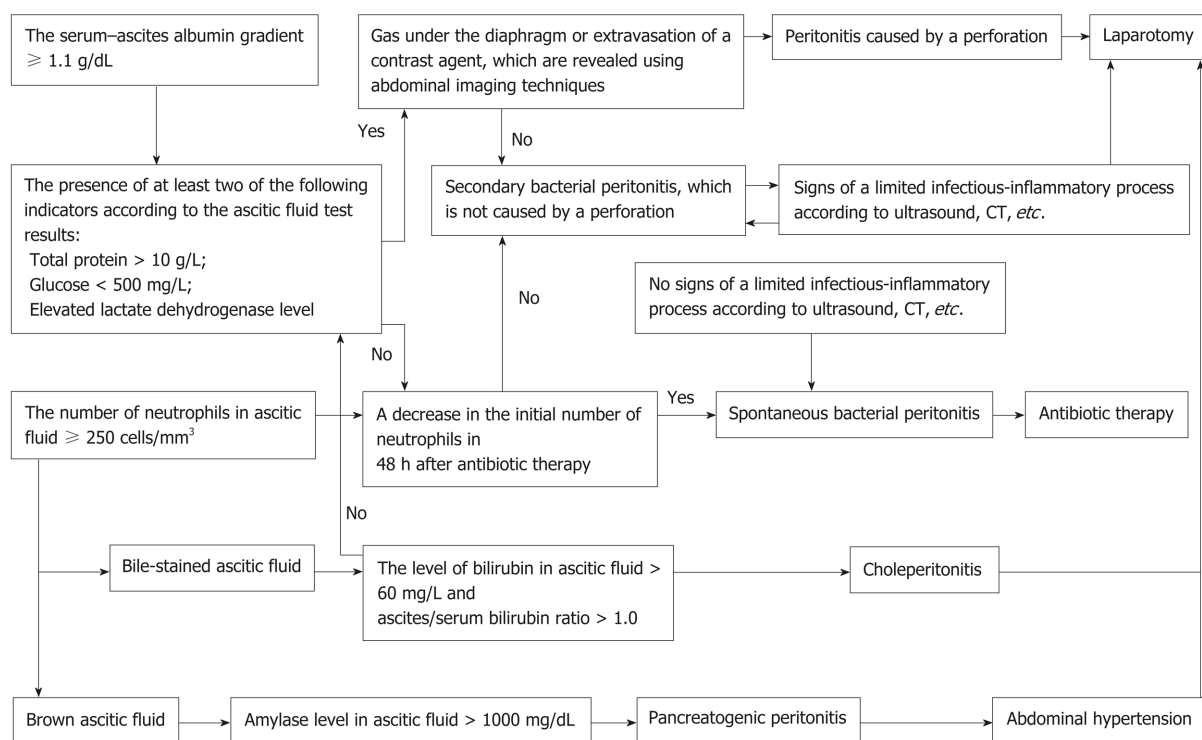 The serum–ascites albumin gradient
⩾ 1.1 g/dL
Gas under the diaphragm or extravasation of a
contrast agent, which are revealed using
abdominal imaging techniques
Peritonitis caused by a perforation
Laparotomy
Yes
No
The presence of at least two of the following
indicators according to the ascitic fluid test
results:
Total protein > 10 g/L;
Glucose < 500 mg/L;
Elevated lactate dehydrogenase level
Secondary bacterial peritonitis, which
is not caused by a perforation
Signs of a limited infectious-inflammatory process
according to ultrasound, CT, etc.
No signs of a limited infectious-inflammatory
process according to ultrasound, CT, etc.
No
No
The number of neutrophils in ascitic
fluid ⩾ 250 cells/mm³
A decrease in the initial number of
neutrophils in
48 h after antibiotic therapy
Yes
Spontaneous bacterial peritonitis
Antibiotic therapy
No
Bile-stained ascitic fluid
The level of bilirubin in ascitic fluid >
60 mg/L and
ascites/serum bilirubin ratio > 1.0
Choleperitonitis
Brown ascitic fluid
Amylase level in ascitic fluid > 1000 mg/dL
Pancreatogenic peritonitis
Abdominal hypertension